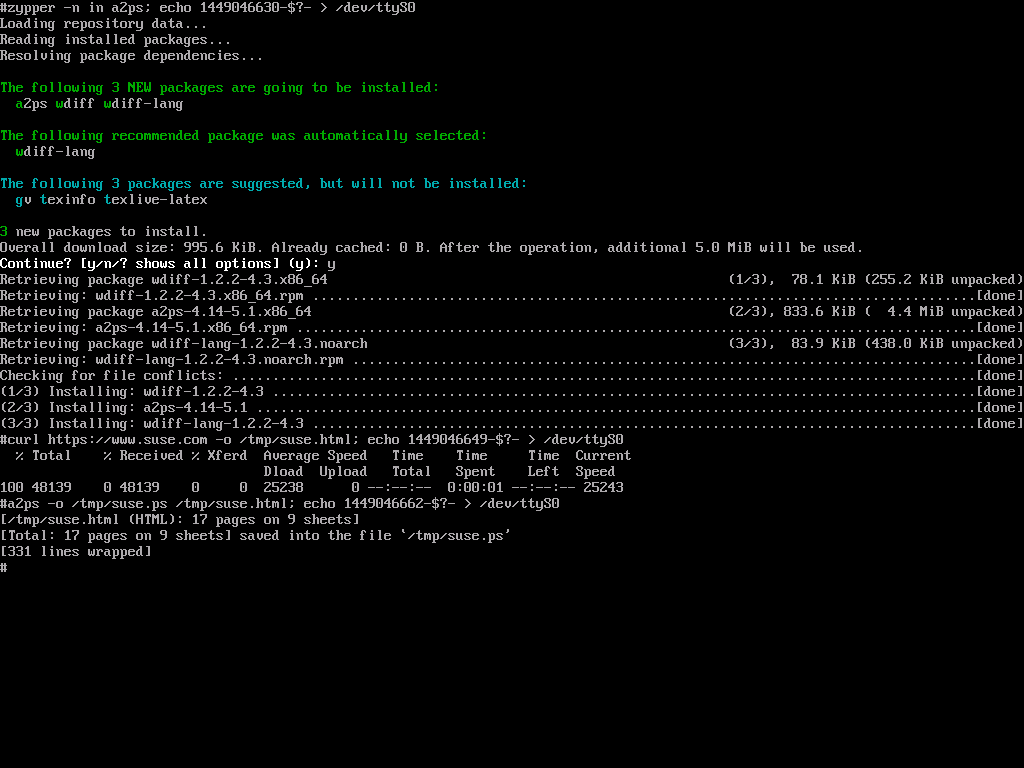 #zypper -n in a2ps; echo 1449046630-$?- > /dev/ttyS0
Loading repository data...
Reading installed packages...
Resolving package dependencies...
The following 3 NEW packages are going to be installed:
  a2ps wdiff wdiff-lang
The following recommended package was automatically selected:
  wdiff-lang
The following 3 packages are suggested, but will not be installed:
  gv texinfo texlive-latex
3 new packages to install.
Overall download size: 995.6 KiB. Already cached: 0 B. After the operation, additional 5.0 MiB will be used.
Continue? [y/n/? shows all options] (y): y
Retrieving package wdiff-1.2.2-4.3.x86_64 (1/3),  78.1 KiB (255.2 KiB unpacked)
Retrieving: wdiff-1.2.2-4.3.x86_64.rpm ...................................................................................[done]
Retrieving package a2ps-4.14-5.1.x86_64 (2/3), 833.6 KiB (  4.4 MiB unpacked)
Retrieving: a2ps-4.14-5.1.x86_64.rpm .....................................................................................[done]
Retrieving package wdiff-lang-1.2.2-4.3.noarch (3/3),  83.9 KiB (438.0 KiB unpacked)
Retrieving: wdiff-lang-1.2.2-4.3.noarch.rpm ..............................................................................[done]
Checking for file conflicts: .............................................................................................[done]
(1/3) Installing: wdiff-1.2.2-4.3 ........................................................................................[done]
(2/3) Installing: a2ps-4.14-5.1 ..........................................................................................[done]
(3/3) Installing: wdiff-lang-1.2.2-4.3 ...................................................................................[done]
#curl https://www.suse.com -o /tmp/suse.html; echo 1449046649-$?- > /dev/ttyS0
  % Total    % Received % Xferd  Average Speed   Time    Time     Time  Current
                                 Dload  Upload   Total   Spent    Left  Speed
100 48139    0 48139    0     0  25238      0 --:--:--  0:00:01 --:--:-- 25243
#a2ps -o /tmp/suse.ps /tmp/suse.html; echo 1449046662-$?- > /dev/ttyS0
[/tmp/suse.html (HTML): 17 pages on 9 sheets]
[Total: 17 pages on 9 sheets] saved into the file `/tmp/suse.ps'
[331 lines wrapped]
#